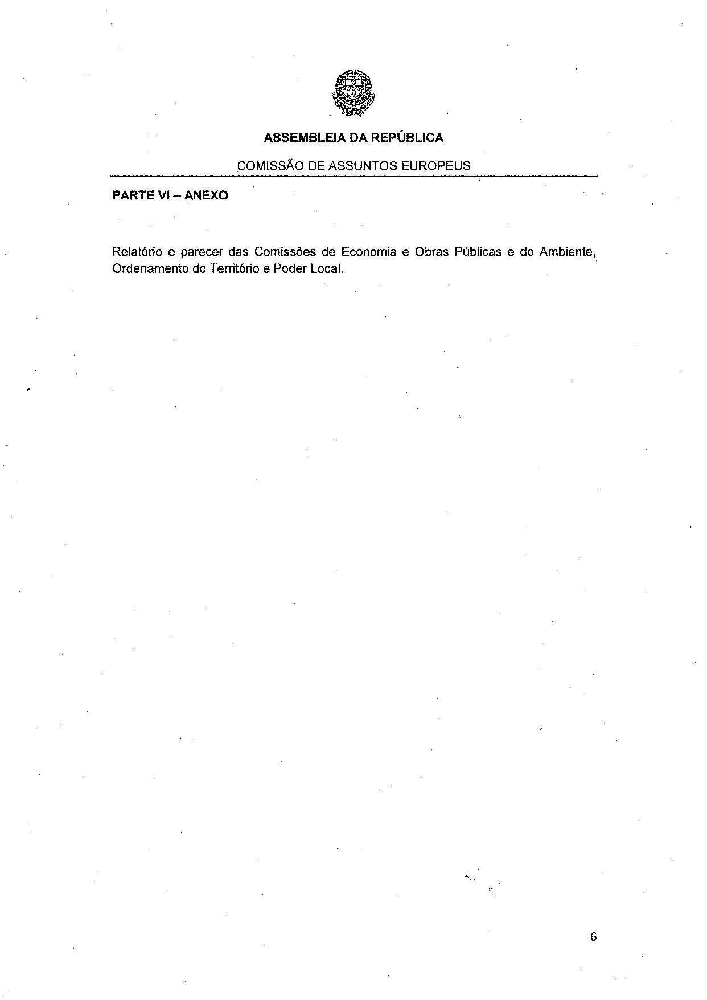 ASSEMBLEIA DA REPÚBLICA
COMISSÃO DE ASSUNTOS EUROPEUS
PARTE VI – ANEXO
Relatório e parecer das Comissões de Economia e Obras Públicas e do Ambiente,
Ordenamento do Território e Poder Local.
6